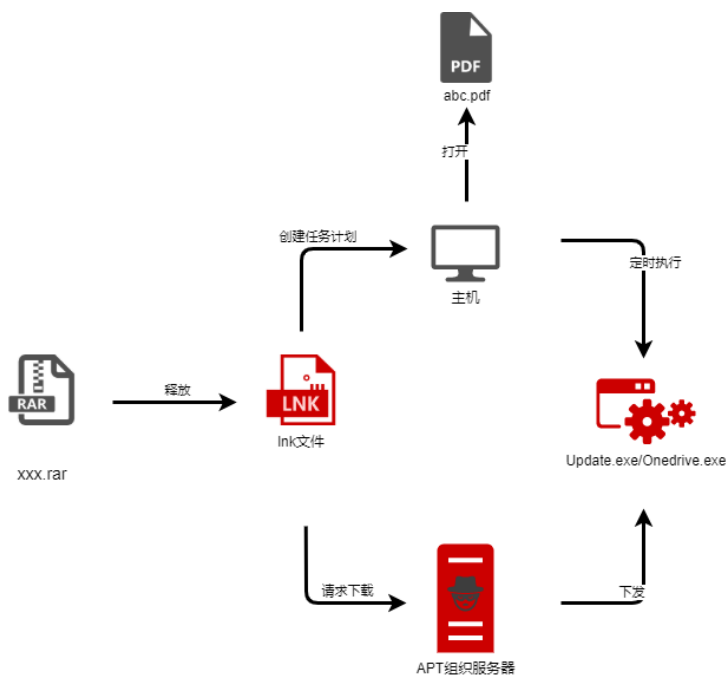 PDF
abc.pdf
打开
创建任务计划
主机
定时执行
RAR
xxx.rar
释放
LNK
lnk文件
Update.exe/Onedrive.exe
请求下载
下发
APT组织服务器